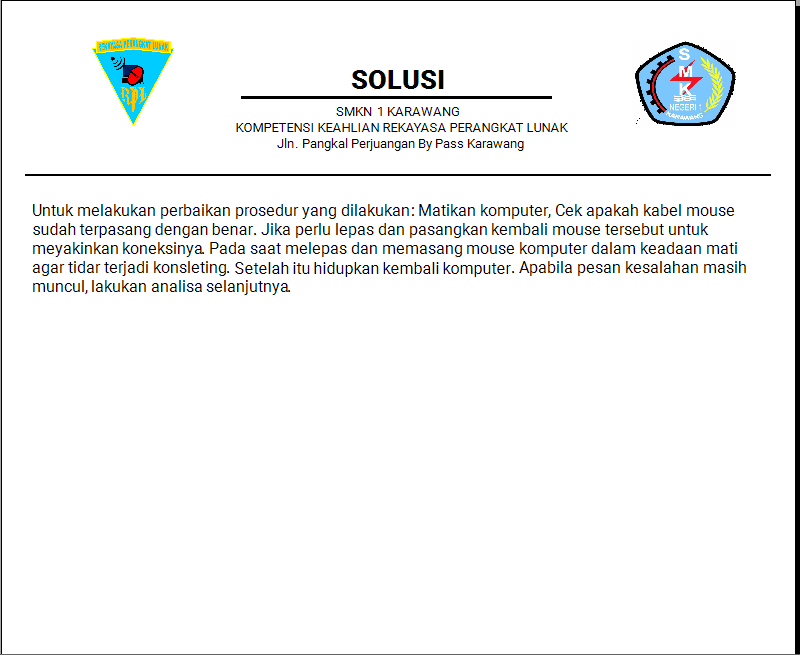 SOLUSI
SMKN 1 KARAWANG
KOMPETENSI KEAHLIAN REKAYASA PERANGKAT LUNAK
Jln. Pangkal Perjuangan By Pass Karawang
SMK
NEGERI 1
KARAWANG
Untuk melakukan perbaikan prosedur yang dilakukan: Matikan komputer, Cek apakah kabel mouse
sudah terpasang dengan benar. Jika perlu lepas dan pasangkan kembali mouse tersebut untuk
meyakinkan koneksinya. Pada saat melepas dan memasang mouse komputer dalam keadaan mati
agar tidar terjadi konsleting. Setelah itu hidupkan kembali komputer. Apabila pesan kesalahan masih
muncul, lakukan analisa selanjutnya.